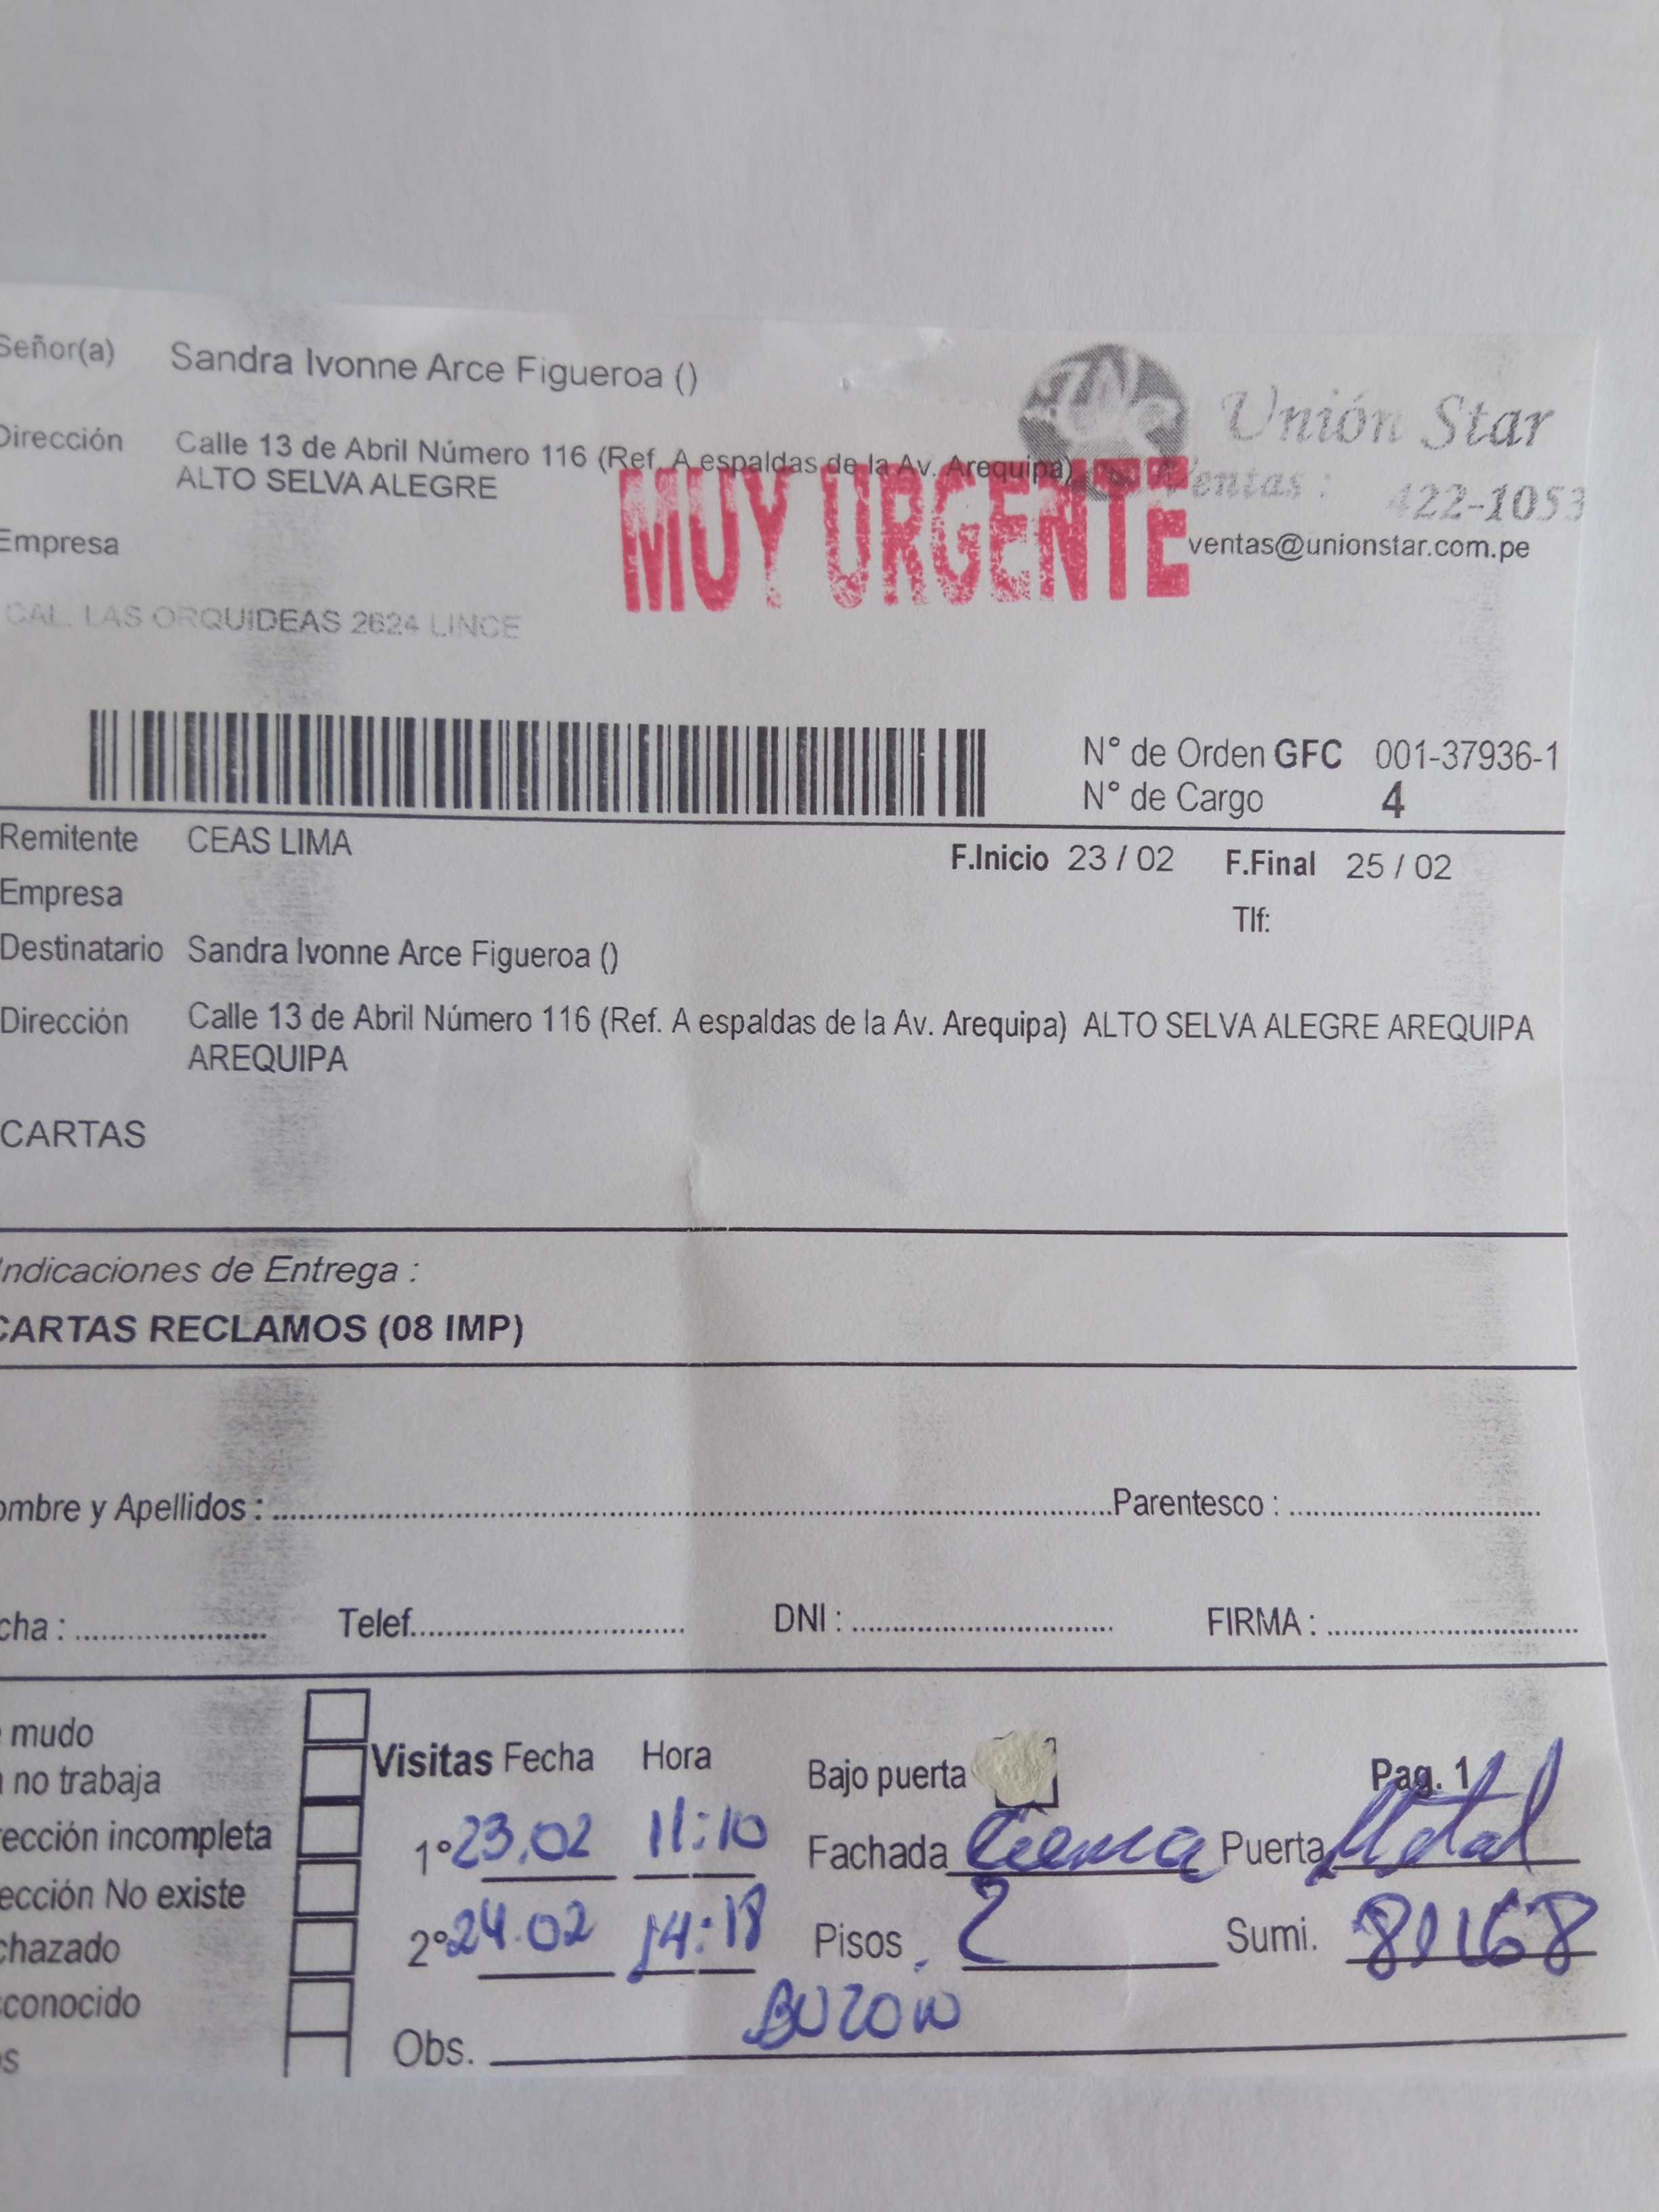 Señor(a) Sandra Ivonne Arce Figueroa ()
Unión Star
Dirección Calle 13 de Abril Número 116 (Ref. A espaldas de la Av. Arequipa)
ALTO SELVA ALEGRE
MUY URGENTE
Ventas : 422-1053
Empresa
ventas@unionstar.com.pe
CAL. LAS ORQUIDEAS 2624 LINCE
N° de Orden GFC 001-37936-1
N° de Cargo 4
Remitente CEAS LIMA
F.Inicio 23 / 02 F.Final 25 / 02
Empresa
Tlf:
Destinatario Sandra Ivonne Arce Figueroa ()
Dirección Calle 13 de Abril Número 116 (Ref. A espaldas de la Av. Arequipa) ALTO SELVA ALEGRE AREQUIPA
AREQUIPA
CARTAS
Indicaciones de Entrega :
CARTAS RECLAMOS (08 IMP)
ombre y Apellidos : Parentesco :
cha : Telef. DNI : FIRMA :
mudo
no trabaja
ección incompleta
ección No existe
chazado
conocido
s
Visitas Fecha Hora Bajo puerta Pag. 1
1° 23.02 11:10 Fachada Crema Puerta Metal
2° 24.02 14:18 Pisos 2 Sumi. 80168
Obs. BUZON